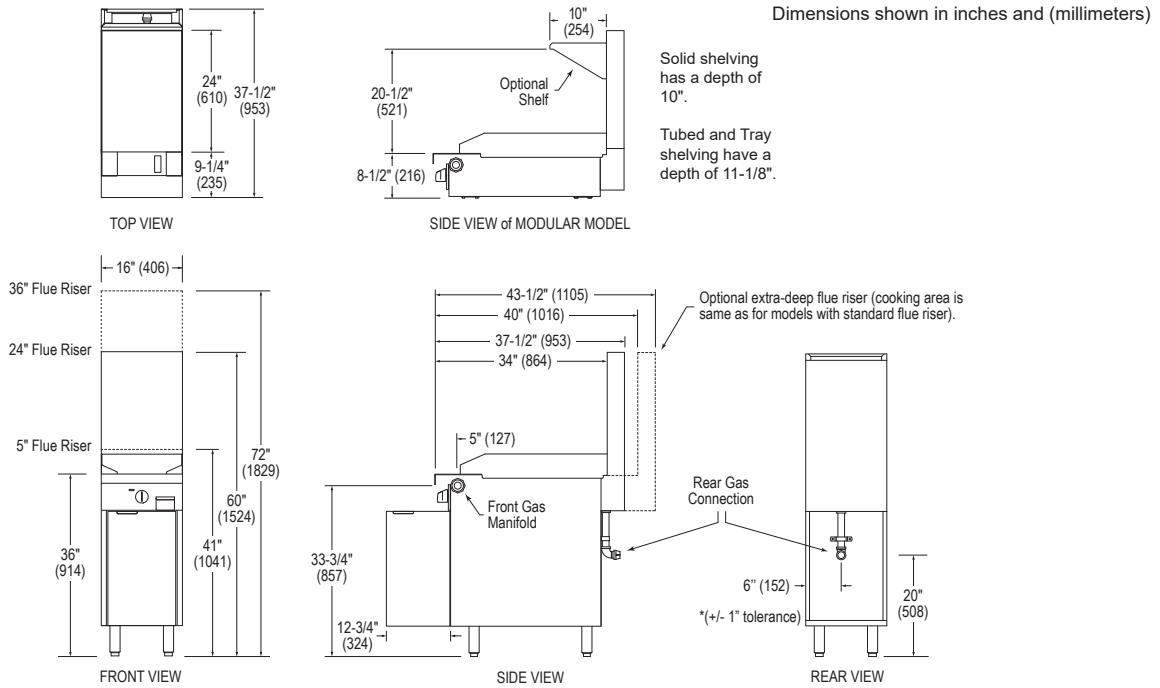 Dimensions shown in inches and (millimeters)
24"
(610)
37-1/2"
(953)
9-1/4"
(235)
TOP VIEW
10"
(254)
20-1/2"
(521)
Optional
Shelf
8-1/2" (216)
SIDE VIEW of MODULAR MODEL
Solid shelving
has a depth of
10".
Tubed and Tray
shelving have a
depth of 11-1/8".
16" (406)
36" Flue Riser
24" Flue Riser
5" Flue Riser
72"
(1829)
60"
(1524)
41"
(1041)
36"
(914)
FRONT VIEW
43-1/2" (1105)
40" (1016)
37-1/2" (953)
34" (864)
Optional extra-deep flue riser (cooking area is
same as for models with standard flue riser).
5" (127)
Front Gas
Manifold
Rear Gas
Connection
33-3/4"
(857)
12-3/4"
(324)
SIDE VIEW
6’’ (152)
*(+/- 1” tolerance)
20"
(508)
REAR VIEW